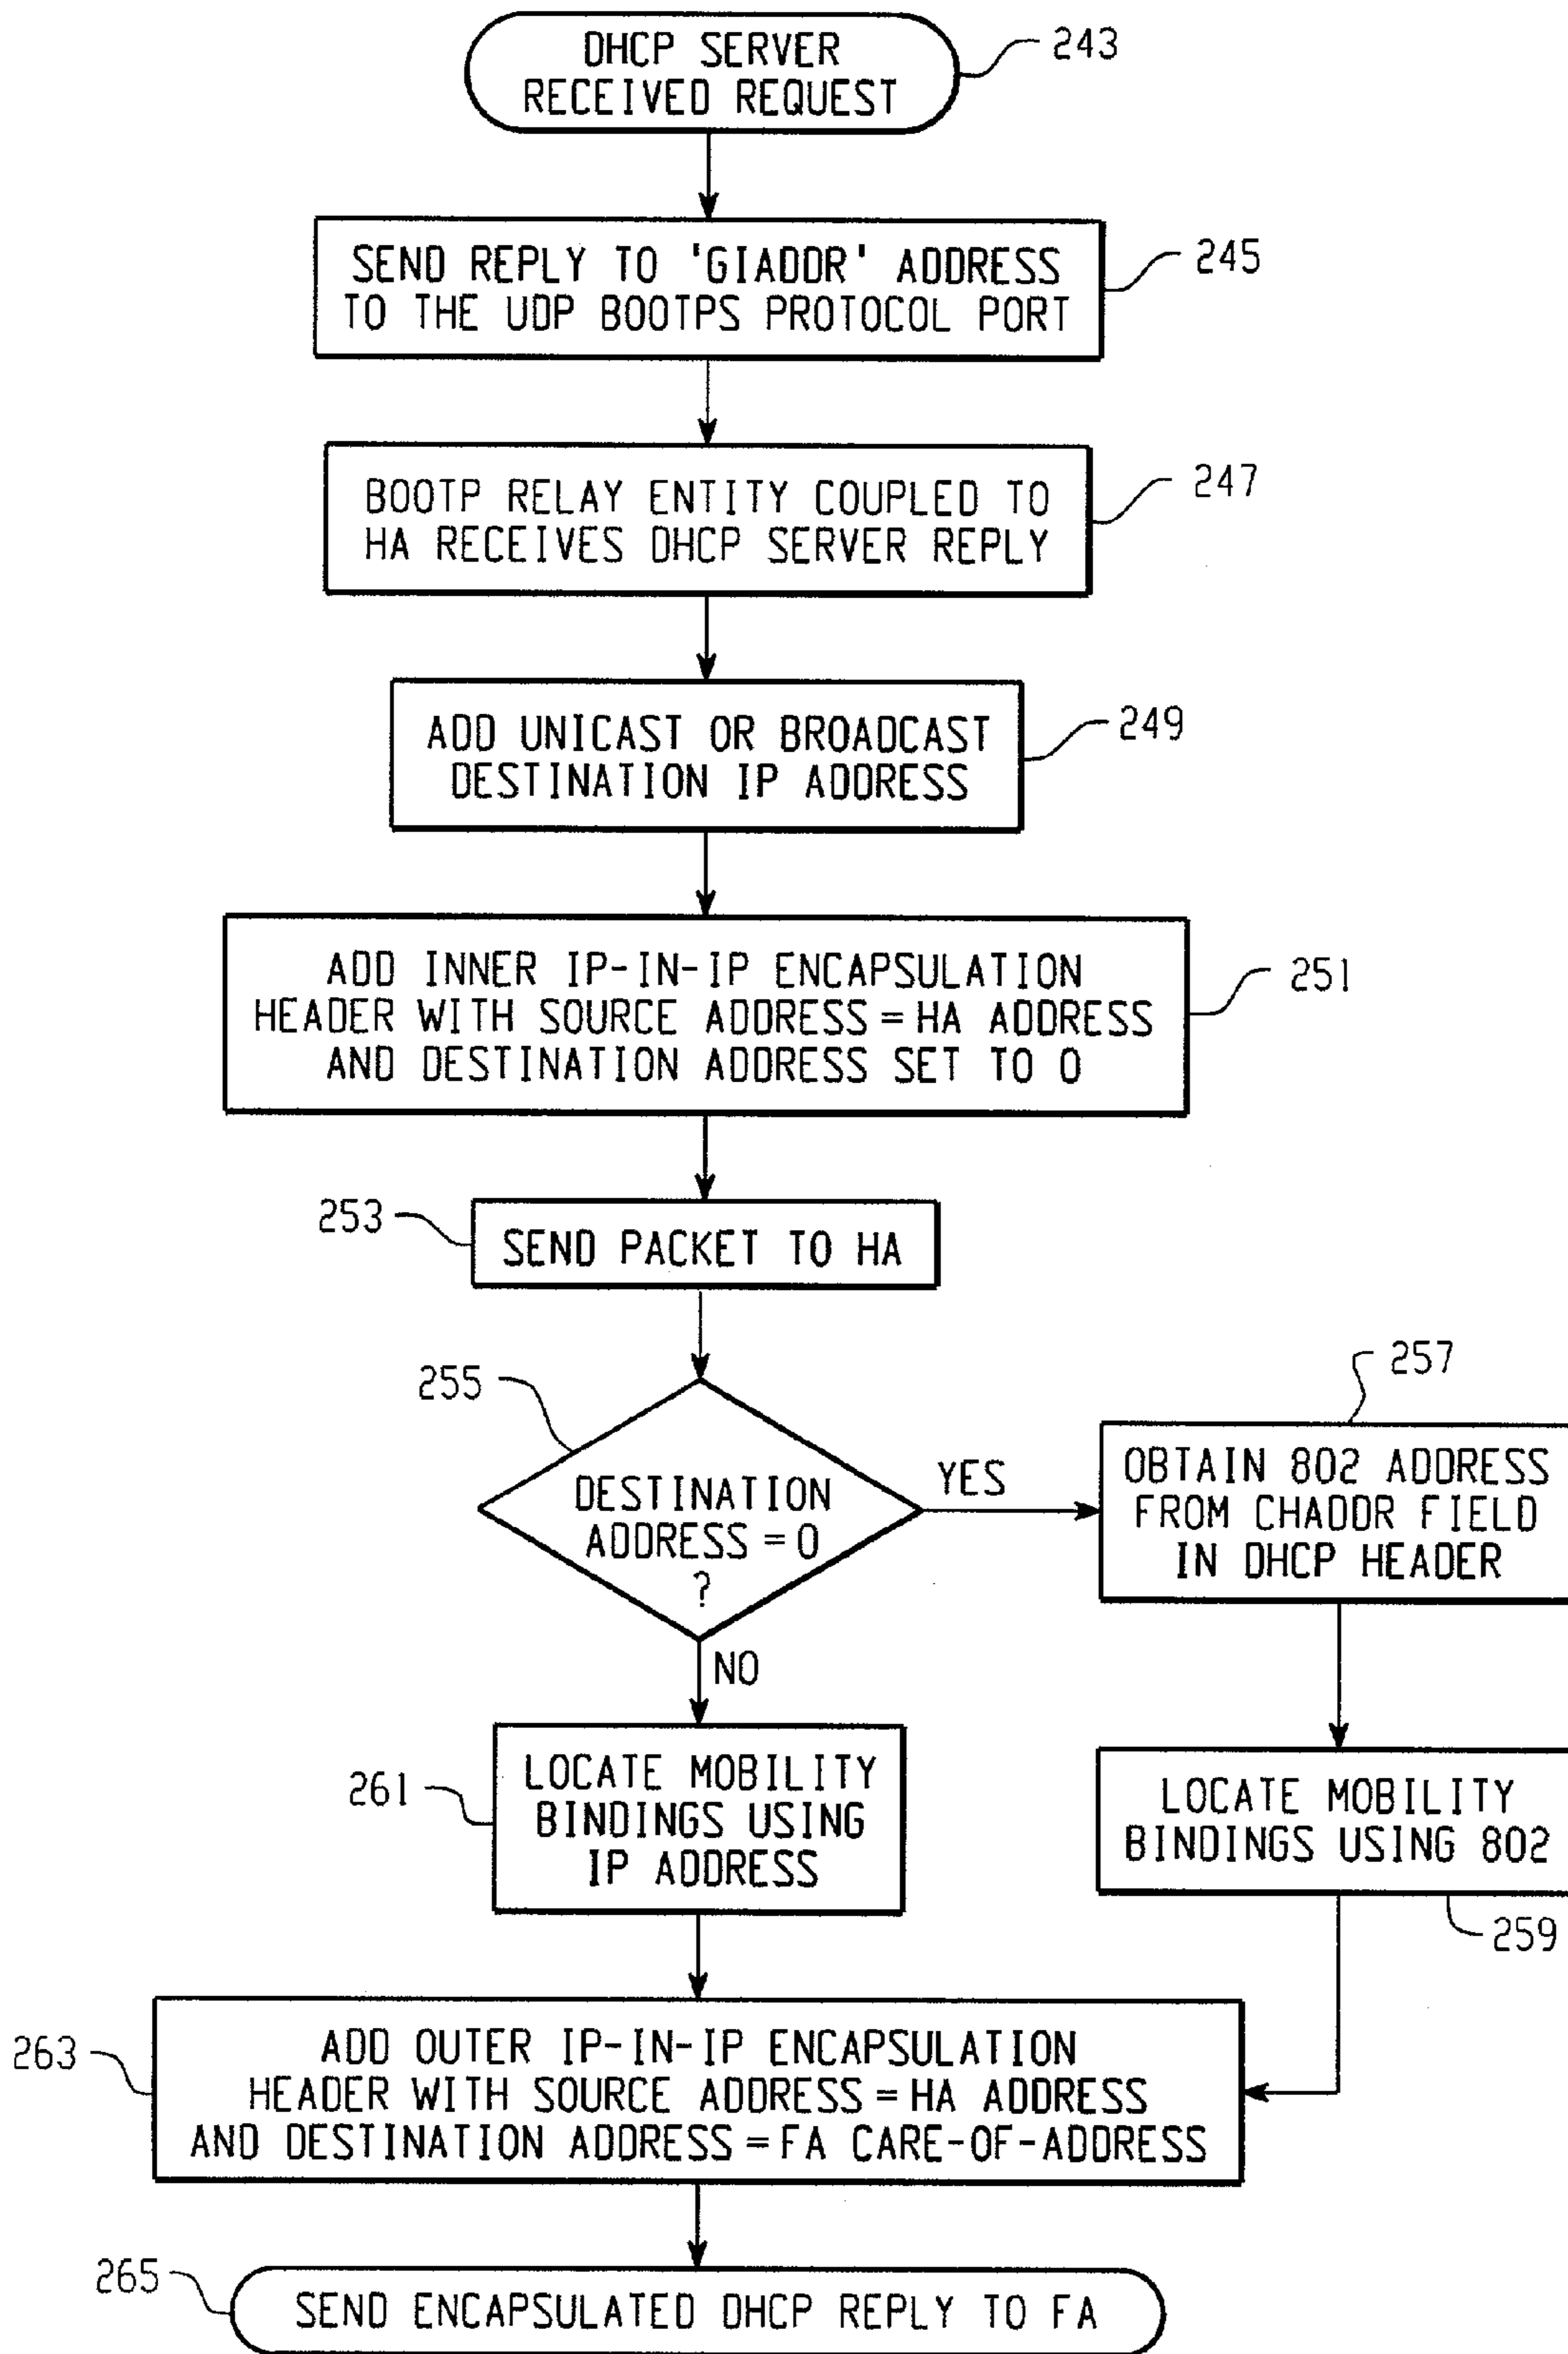 DHCP SERVER
RECEIVED REQUEST
243
SEND REPLY TO 'GIADDR' ADDRESS
TO THE UDP BOOTPS PROTOCOL PORT
245
BOOTP RELAY ENTITY COUPLED TO
HA RECEIVES DHCP SERVER REPLY
247
ADD UNICAST OR BROADCAST
DESTINATION IP ADDRESS
249
ADD INNER IP-IN-IP ENCAPSULATION
HEADER WITH SOURCE ADDRESS = HA ADDRESS
AND DESTINATION ADDRESS SET TO 0
251
253
SEND PACKET TO HA
255
DESTINATION
ADDRESS = 0
?
YES
NO
257
OBTAIN 802 ADDRESS
FROM CHADDR FIELD
IN DHCP HEADER
261
LOCATE MOBILITY
BINDINGS USING
IP ADDRESS
LOCATE MOBILITY
BINDINGS USING 802
259
263
ADD OUTER IP-IN-IP ENCAPSULATION
HEADER WITH SOURCE ADDRESS = HA ADDRESS
AND DESTINATION ADDRESS = FA CARE-OF-ADDRESS
265
SEND ENCAPSULATED DHCP REPLY TO FA